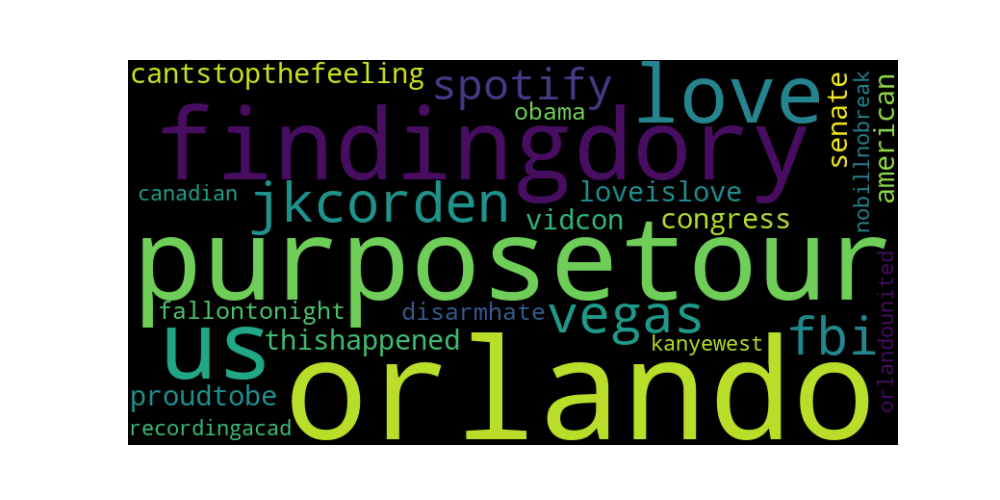 cantstopthefeeling
spotify
love
obama
senate
nobillnobreak
american
findingdory
canadian
jkcorden
loveislove
vidcon
congress
purposetour
orlandounited
fallontonight
disarmhate
vegas
us
thishappened
kanyewest
fbi
proudtobe
orlando
recordingacad